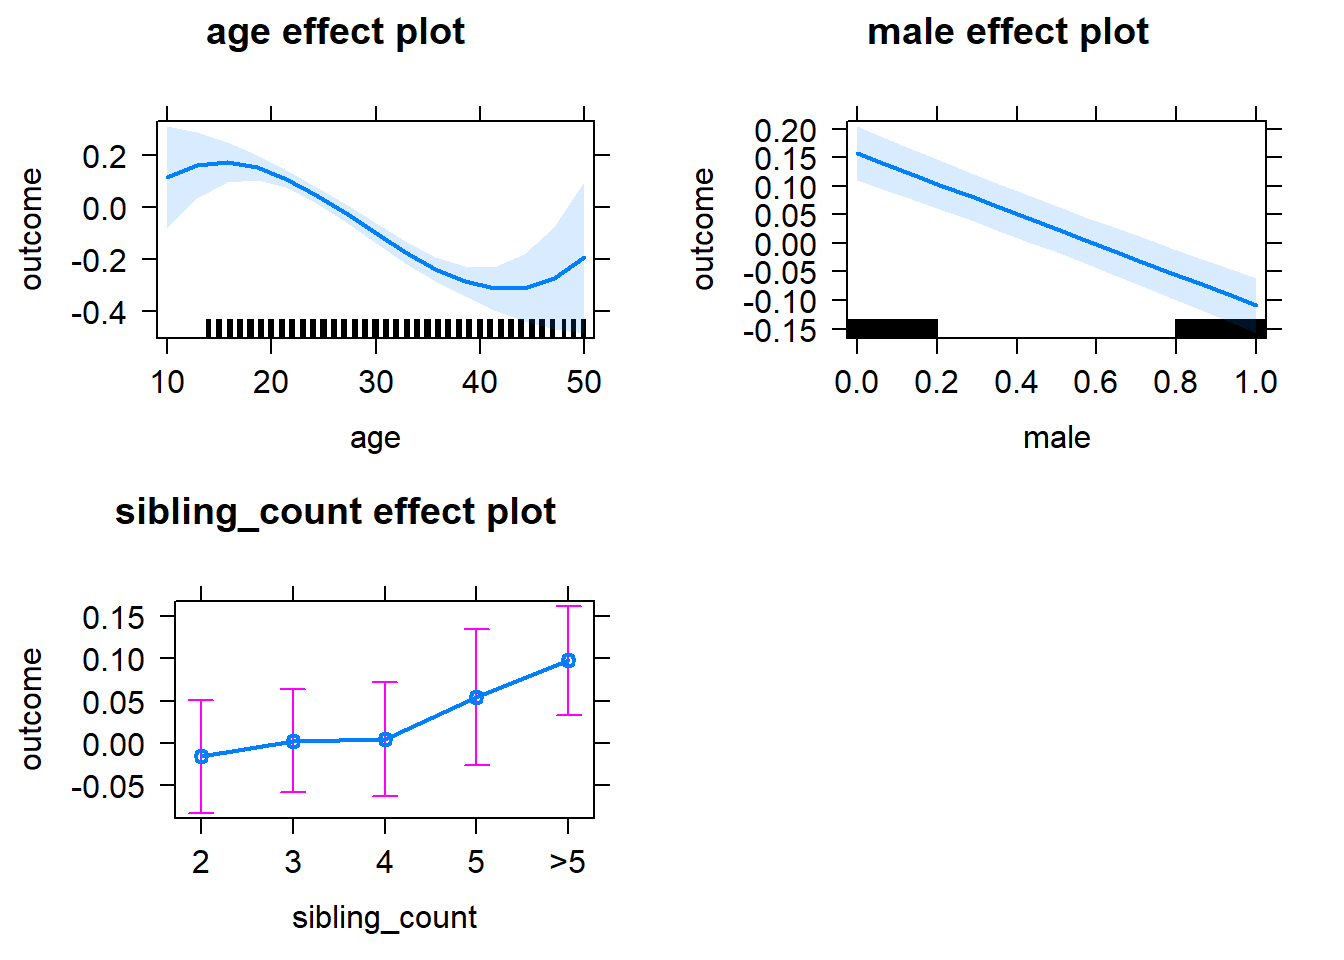 age effect plot
outcome
0.2
0.0
-0.2
-0.4
10 20 30 40 50
age
male effect plot
outcome
0.20
0.15
0.10
0.05
0.00
-0.05
-0.10
-0.15
0.0 0.2 0.4 0.6 0.8 1.0
male
sibling_count effect plot
outcome
0.15
0.10
0.05
0.00
-0.05
2 3 4 5 >5
sibling_count